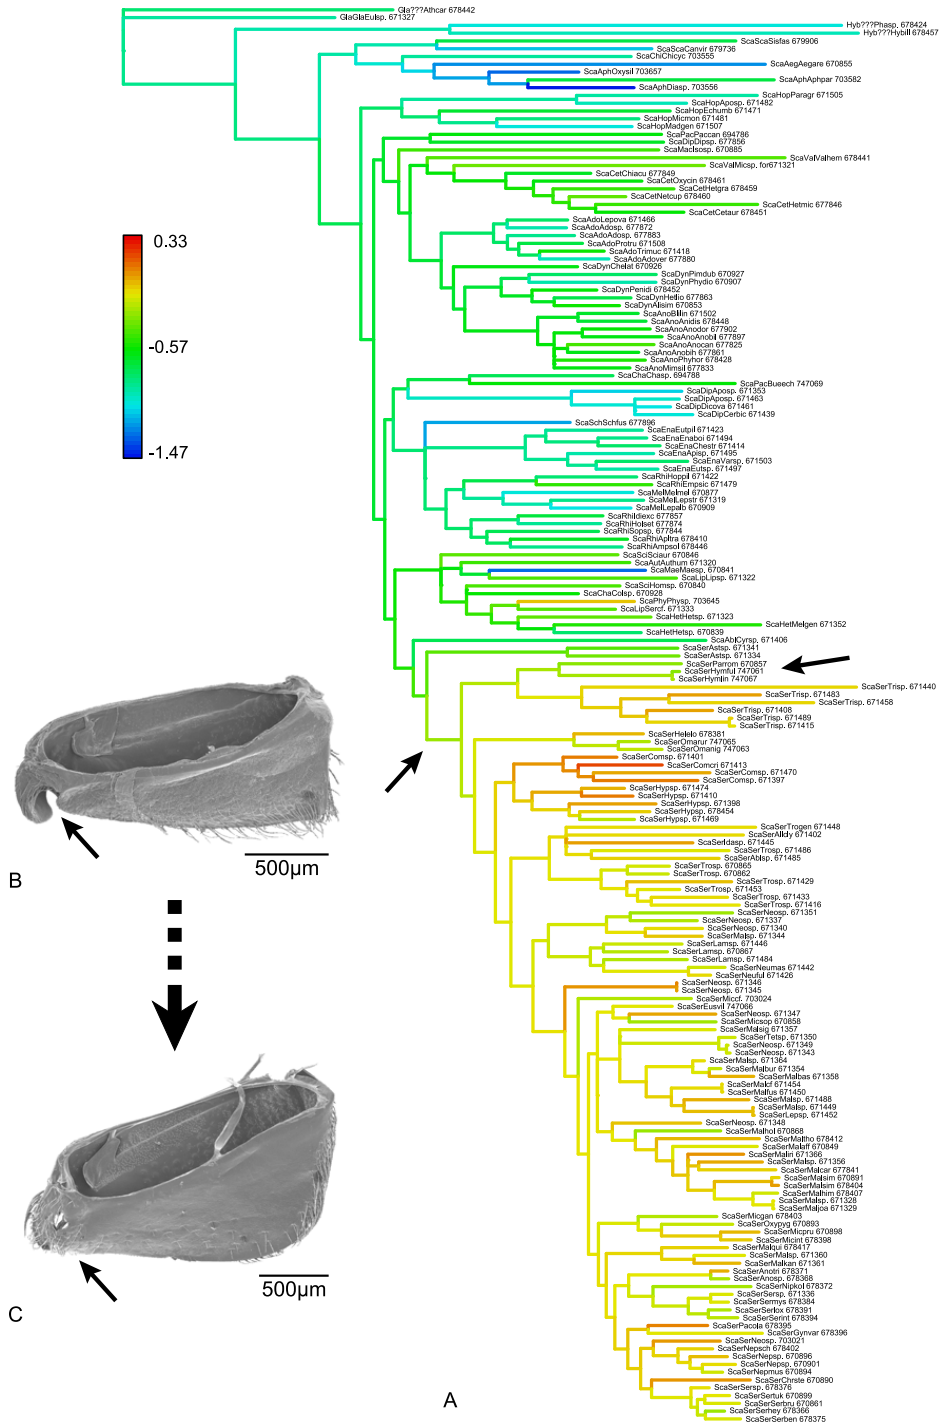 Gla???Athcar 678442
GlaGlaEulsp. 671327
Hyb???Phasp. 678424
Hyb???Hybill 678457
ScaScaSisfas 679906
ScaScaCanvir 679736
ScaChiChicyc 703555
ScaAegAegare 670855
ScaAphOxysil 703657
ScaAphAphpar 703582
ScaAphDiasp. 703556
ScaHopParagr 671505
ScaHopAposp. 671482
ScaHopEchumb 671471
ScaHopMicmon 671481
ScaHopMadgen 671507
ScaPacPaccan 694786
ScaDipDipsp. 677856
ScaMacIsosp. 670885
ScaValValhem 678441
ScaValMicsp. for671321
ScaCetChiacu 677849
ScaCetOxycin 678461
ScaCetHetgra 678459
ScaCetNetcup 678460
ScaCetHetmic 677846
ScaCetCetaur 678451
ScaAdoLepova 671466
ScaAdoAdosp. 677872
ScaAdoAdosp. 677883
ScaAdoProtru 671508
ScaAdoTrimuc 671418
ScaAdoAdover 677880
ScaDynChelat 670926
ScaDynPimdub 670927
ScaDynPhydio 670907
ScaDynPenidi 678452
ScaDynHetlio 677863
ScaDynAlisim 670853
ScaAnoBillin 671502
ScaAnoAnidis 678448
ScaAnoAnodor 677902
ScaAnoAnobil 677897
ScaAnoAnocan 677825
ScaAnoAnobih 677861
ScaAnoPhyhor 678428
ScaAnoMimsil 677833
ScaChaChasp. 694788
ScaPacBueech 747069
ScaDipAposp. 671353
ScaDipAposp. 671463
ScaDipDicova 671461
ScaDipCerbic 671439
ScaSchSchfus 677896
ScaEnaEutpil 671423
ScaEnaEnaboi 671494
ScaEnaChestr 671414
ScaEnaApisp. 671495
ScaEnaVarsp. 671503
ScaEnaEutsp. 671497
ScaRhiHoppil 671422
ScaRhiEmpsic 671479
ScaMelMelmel 670877
ScaMelLepstr 671319
ScaMelLepalb 670909
ScaRhiIdiexc 677857
ScaRhiHolset 677874
ScaRhiSopsp. 677844
ScaRhiApltra 678410
ScaRhiAmpsol 678446
ScaSciSciaur 670846
ScaAutAuthum 671320
ScaMaeMaesp. 670841
ScaLipLipsp. 671322
ScaSciHomsp. 670840
ScaChaColsp. 670928
ScaPhyPhysp. 703645
ScaLipSercf. 671333
ScaHetHetsp. 671323
ScaHetMelgen 671352
ScaHetHetsp. 670839
ScaAblCyrsp. 671406
ScaSerAstsp. 671341
ScaSerAstsp. 671334
ScaSerParrom 670857
ScaSerHymful 747061
ScaSerHymlin 747067
ScaSerTrisp. 671440
ScaSerTrisp. 671483
ScaSerTrisp. 671458
ScaSerTrisp. 671408
ScaSerTrisp. 671489
ScaSerTrisp. 671415
ScaSerHelelo 678381
ScaSerOmarur 747065
ScaSerOmanig 747063
ScaSerComsp. 671401
ScaSerComcri 671413
ScaSerComsp. 671470
ScaSerComsp. 671397
ScaSerHypsp. 671474
ScaSerHypsp. 671410
ScaSerHypsp. 671398
ScaSerHypsp. 678454
ScaSerHypsp. 671469
ScaSerTrogen 671448
ScaSerAlldy 671402
ScaSerIdasp. 671445
ScaSerTrosp. 671486
ScaSerAblsp. 671485
ScaSerTrosp. 670865
ScaSerTrosp. 670862
ScaSerTrosp. 671429
ScaSerTrosp. 671453
ScaSerTrosp. 671433
ScaSerTrosp. 671416
ScaSerNeosp. 671351
ScaSerNeosp. 671337
ScaSerNeosp. 671340
ScaSerMalsp. 671344
ScaSerLamsp. 671446
ScaSerLamsp. 670867
ScaSerLamsp. 671484
ScaSerNeumas 671442
ScaSerNeuful 671426
ScaSerNeosp. 671346
ScaSerNeosp. 671345
ScaSerMiccf. 703024
ScaSerEusvil 747066
ScaSerNeosp. 671347
ScaSerMicsop 670858
ScaSerMalsig 671357
ScaSerTetsp. 671350
ScaSerNeosp. 671349
ScaSerNeosp. 671343
ScaSerMalsp. 671364
ScaSerMalbur 671354
ScaSerMalbas 671358
ScaSerMalcf 671454
ScaSerMalfus 671450
ScaSerMalsp. 671488
ScaSerMalsp. 671449
ScaSerLepsp. 671452
ScaSerNeosp. 671348
ScaSerMalhol 670868
ScaSerMaltho 678412
ScaSerMalaff 670849
ScaSerMaliri 671366
ScaSerMalsp. 671356
ScaSerMalcar 677841
ScaSerMalsim 670891
ScaSerMalsim 678404
ScaSerMalhim 678407
ScaSerMalsp. 671328
ScaSerMaljoa 671329
ScaSerMicgan 678403
ScaSerOxypyg 670893
ScaSerMicpru 670898
ScaSerMicint 678398
ScaSerMalqui 678417
ScaSerMalsp. 671360
ScaSerMalkan 671361
ScaSerAnotri 678371
ScaSerAnosp. 678368
ScaSerNipkol 678372
ScaSerSersp. 671336
ScaSerSermys 678384
ScaSerSerlox 678391
ScaSerSerint 678394
ScaSerPacola 678395
ScaSerGynvar 678396
ScaSerNeosp. 703021
ScaSerNepsch 678402
ScaSerNepsp. 670896
ScaSerNepsp. 670901
ScaSerNepmus 670894
ScaSerChrste 670890
ScaSerSersp. 678376
ScaSerSertuk 670899
ScaSerSerbru 670861
ScaSerSerhey 678366
ScaSerSerben 678375
0.33
-0.57
-1.47
500µm
B
500µm
C
A